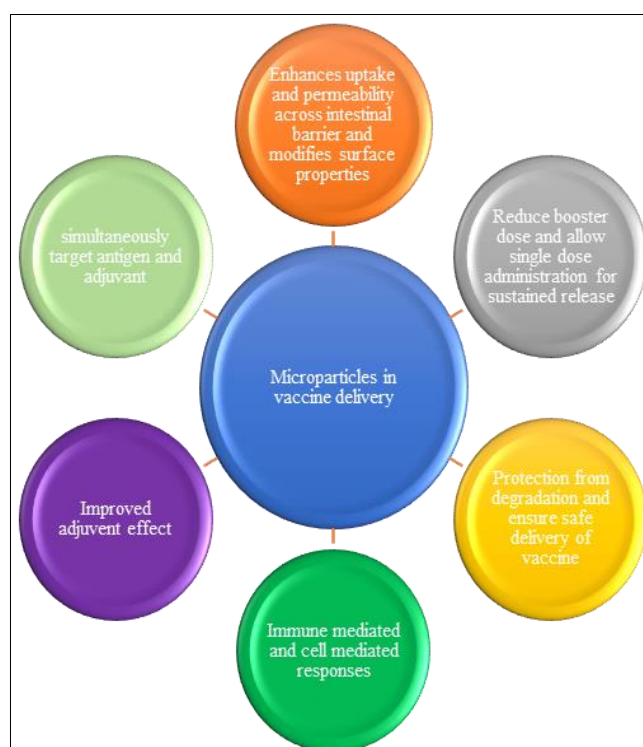 Enhances uptake
and permeability
across intestinal
barrier and
modifies surface
properties
simultaneously
target antigen and
adjuvant
Reduce booster
dose and allow
single dose
administration for
sustained release
Microparticles in
vaccine delivery
Improved
adjuvent effect
Protection from
degradation and
ensure safe
delivery of
vaccine
Immune mediated
and cell mediated
responses